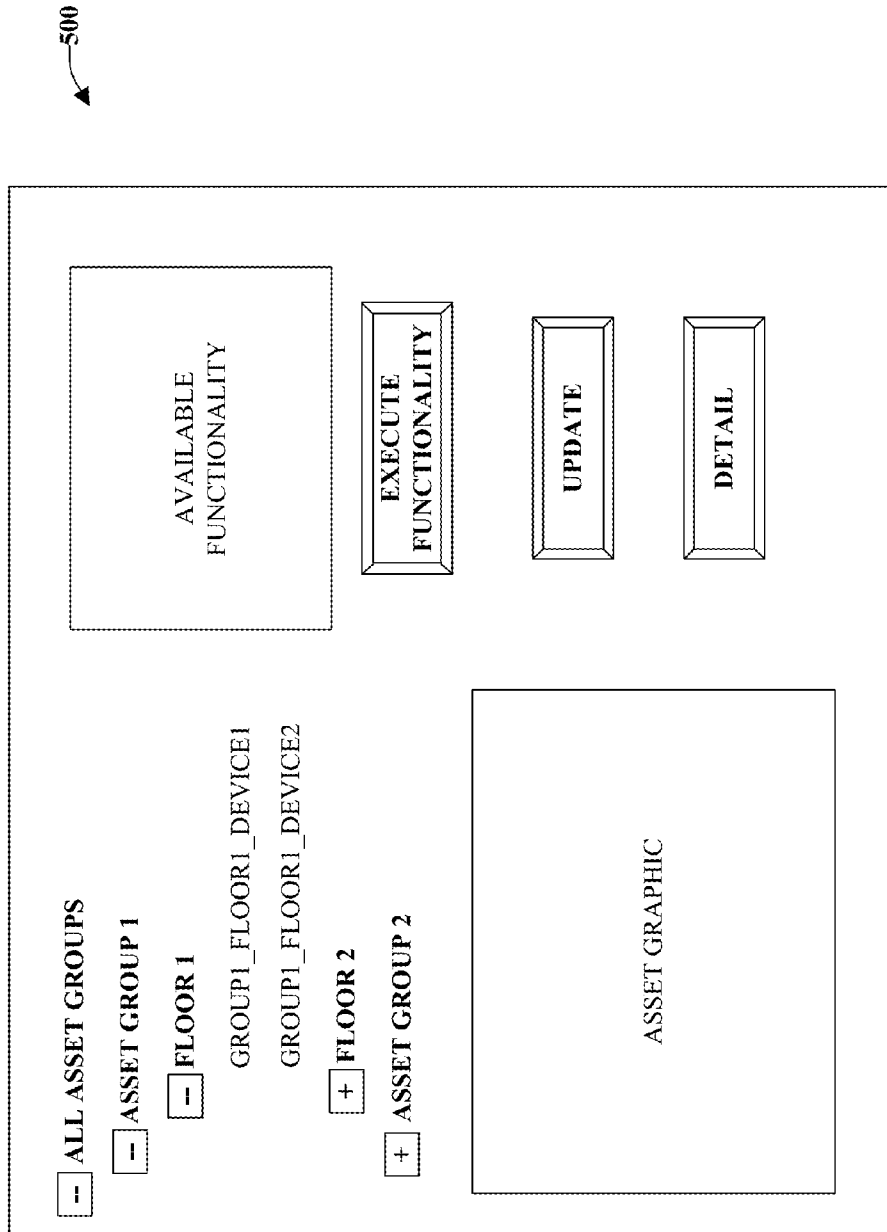 500
-- ALL ASSET GROUPS
-- ASSET GROUP 1
-- FLOOR 1
GROUP1_FLOOR1_DEVICE1
GROUP1_FLOOR1_DEVICE2
+ FLOOR 2
+ ASSET GROUP 2
AVAILABLE
FUNCTIONALITY
EXECUTE
FUNCTIONALITY
UPDATE
DETAIL
ASSET GRAPHIC